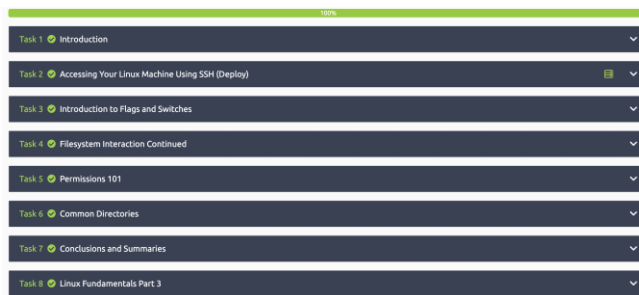 100%
Task 1 Introduction
Task 2 Accessing Your Linux Machine Using SSH (Deploy)
Task 3 Introduction to Flags and Switches
Task 4 Filesystem Interaction Continued
Task 5 Permissions 101
Task 6 Common Directories
Task 7 Conclusions and Summaries
Task 8 Linux Fundamentals Part 3